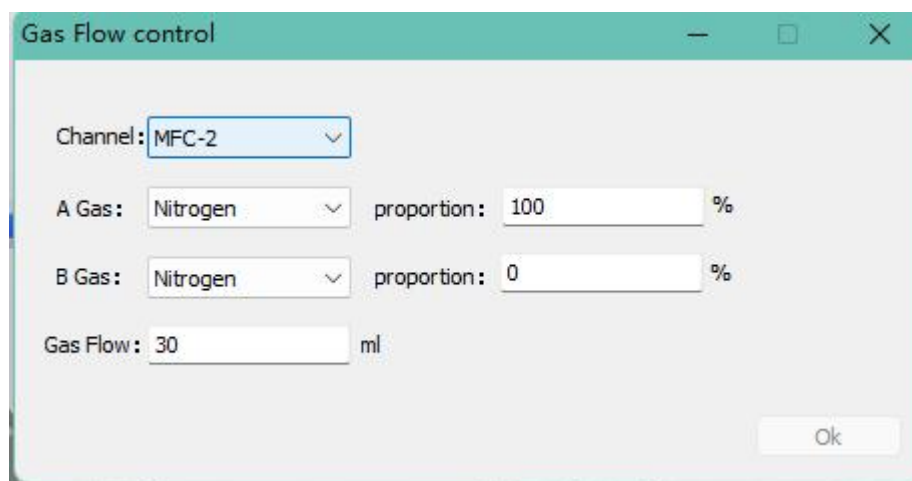 Gas Flow control
Channel: MFC-2
A Gas: Nitrogen proportion: 100 %
B Gas: Nitrogen proportion: 0 %
Gas Flow: 30 ml
Ok